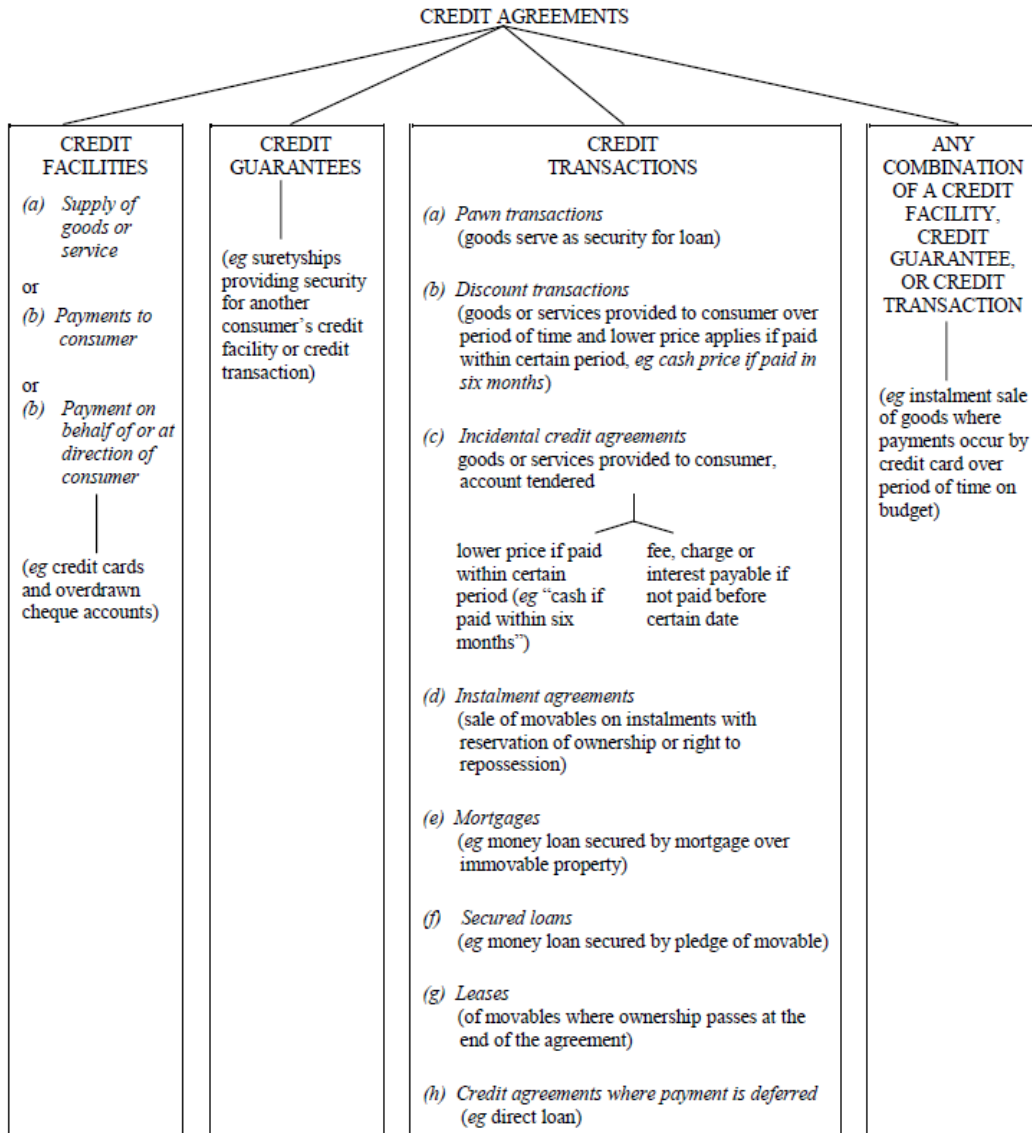 CREDIT AGREEMENTS
CREDIT
FACILITIES
(a) Supply of
goods or
service
or
(b) Payments to
consumer
or
(b) Payment on
behalf of or at
direction of
consumer
(eg credit cards
and overdrawn
cheque accounts)
CREDIT
GUARANTEES
(eg suretyships
providing security
for another
consumer's credit
facility or credit
transaction)
CREDIT
TRANSACTIONS
(a) Pawn transactions
(goods serve as security for loan)
(b) Discount transactions
(goods or services provided to consumer over
period of time and lower price applies if paid
within certain period, eg cash price if paid in
six months)
(c) Incidental credit agreements
goods or services provided to consumer,
account tendered
lower price if paid
within certain
period (eg “cash if
paid within six
months”)
fee, charge or
interest payable if
not paid before
certain date
(d) Instalment agreements
(sale of movables on instalments with
reservation of ownership or right to
repossession)
(e) Mortgages
(eg money loan secured by mortgage over
immovable property)
(f) Secured loans
(eg money loan secured by pledge of movable)
(g) Leases
(of movables where ownership passes at the
end of the agreement)
(h) Credit agreements where payment is deferred
(eg direct loan)
ANY
COMBINATION
OF A CREDIT
FACILITY,
CREDIT
GUARANTEE,
OR CREDIT
TRANSACTION
(eg instalment sale
of goods where
payments occur by
credit card over
period of time on
budget)